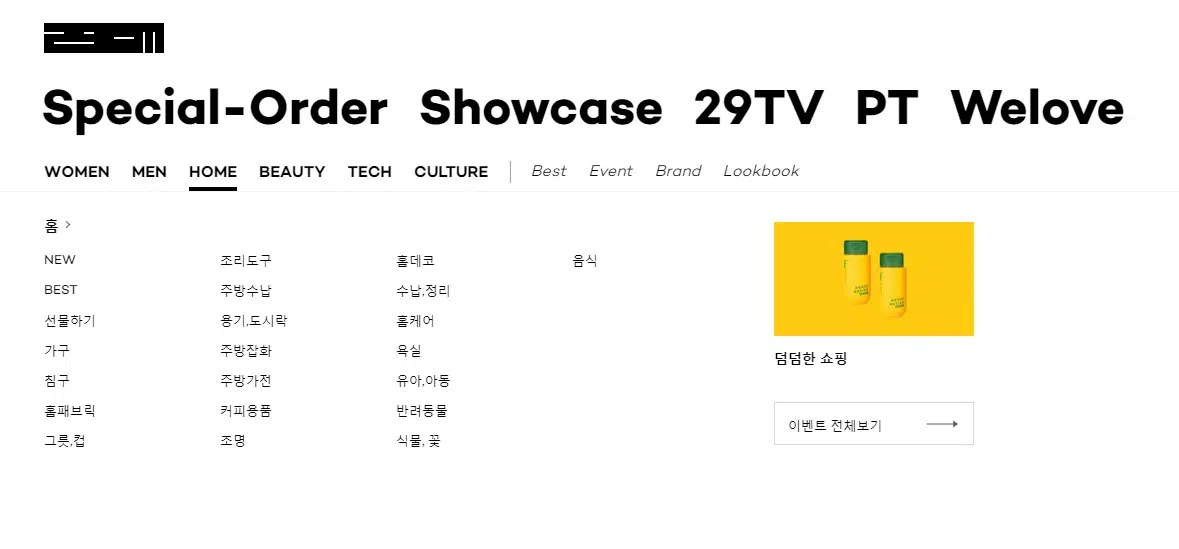 Special-Order Showcase 29TV PT Welove
WOMEN MEN HOME BEAUTY TECH CULTURE Best Event Brand Lookbook
홈
NEW
BEST
선물하기
가구
침구
홈패브릭
그릇,컵
조리도구
주방수납
용기,도시락
주방잡화
주방가전
커피용품
조명
홈데코
수납,정리
홈케어
욕실
유아,아동
반려동물
식물, 꽃
음식
덤덤한 쇼핑
이벤트 전체보기